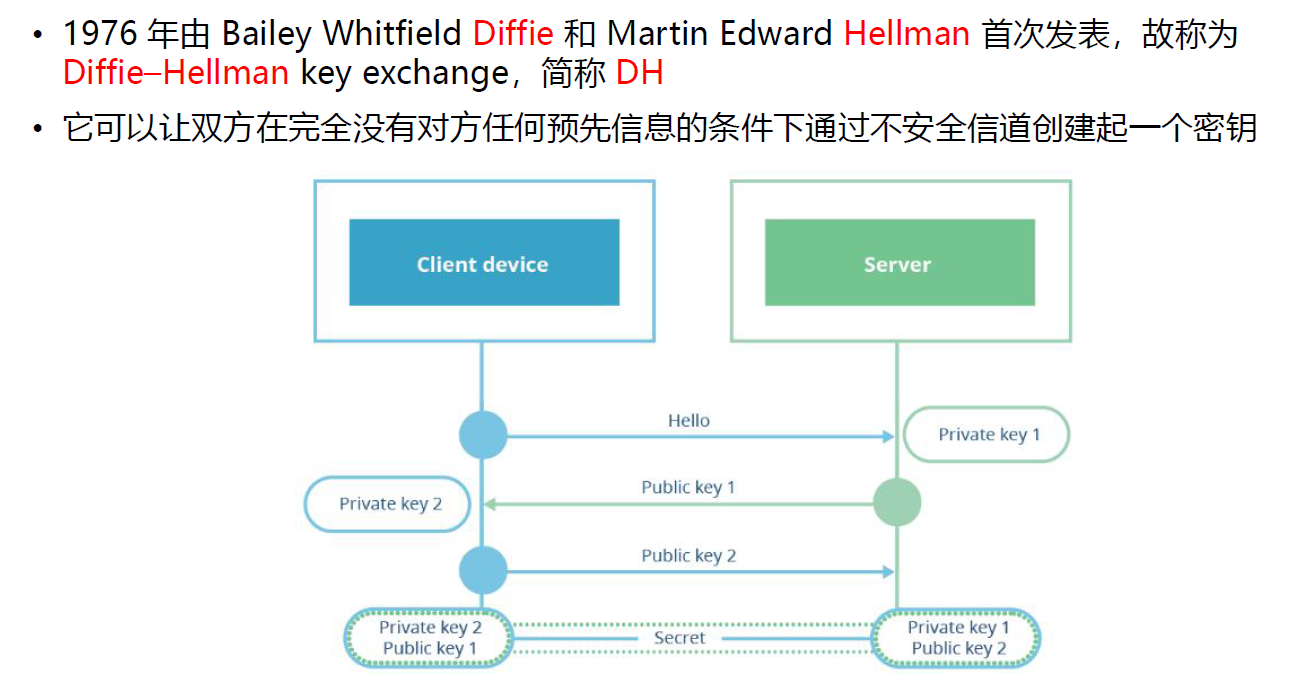 • 1976 年由 Bailey Whitfield Diffie 和 Martin Edward Hellman 首次发表，故称为
Diffie–Hellman key exchange，简称 DH
• 它可以让双方在完全没有对方任何预先信息的条件下通过不安全信道创建起一个密钥
Client device
Server
Hello
Private key 1
Public key 1
Private key 2
Public key 2
Private key 2
Public key 1
Secret
Private key 1
Public key 2